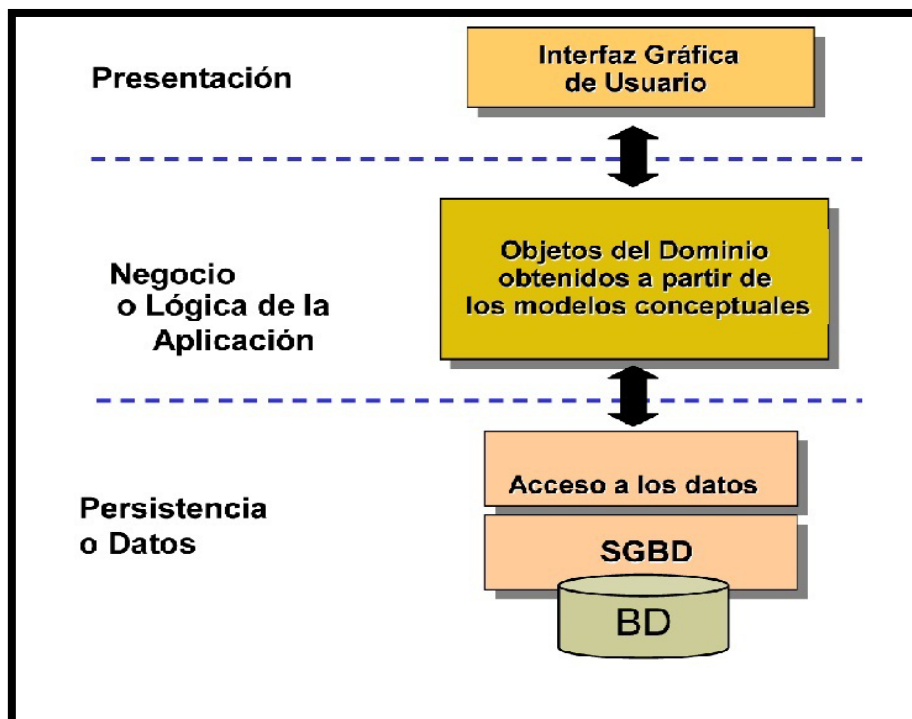 Presentación
Interfaz Gráfica
de Usuario
Negocio
o Lógica de la
Aplicación
Objetos del Dominio
obtenidos a partir de
los modelos conceptuales
Persistencia
o Datos
Acceso a los datos
SGBD
BD